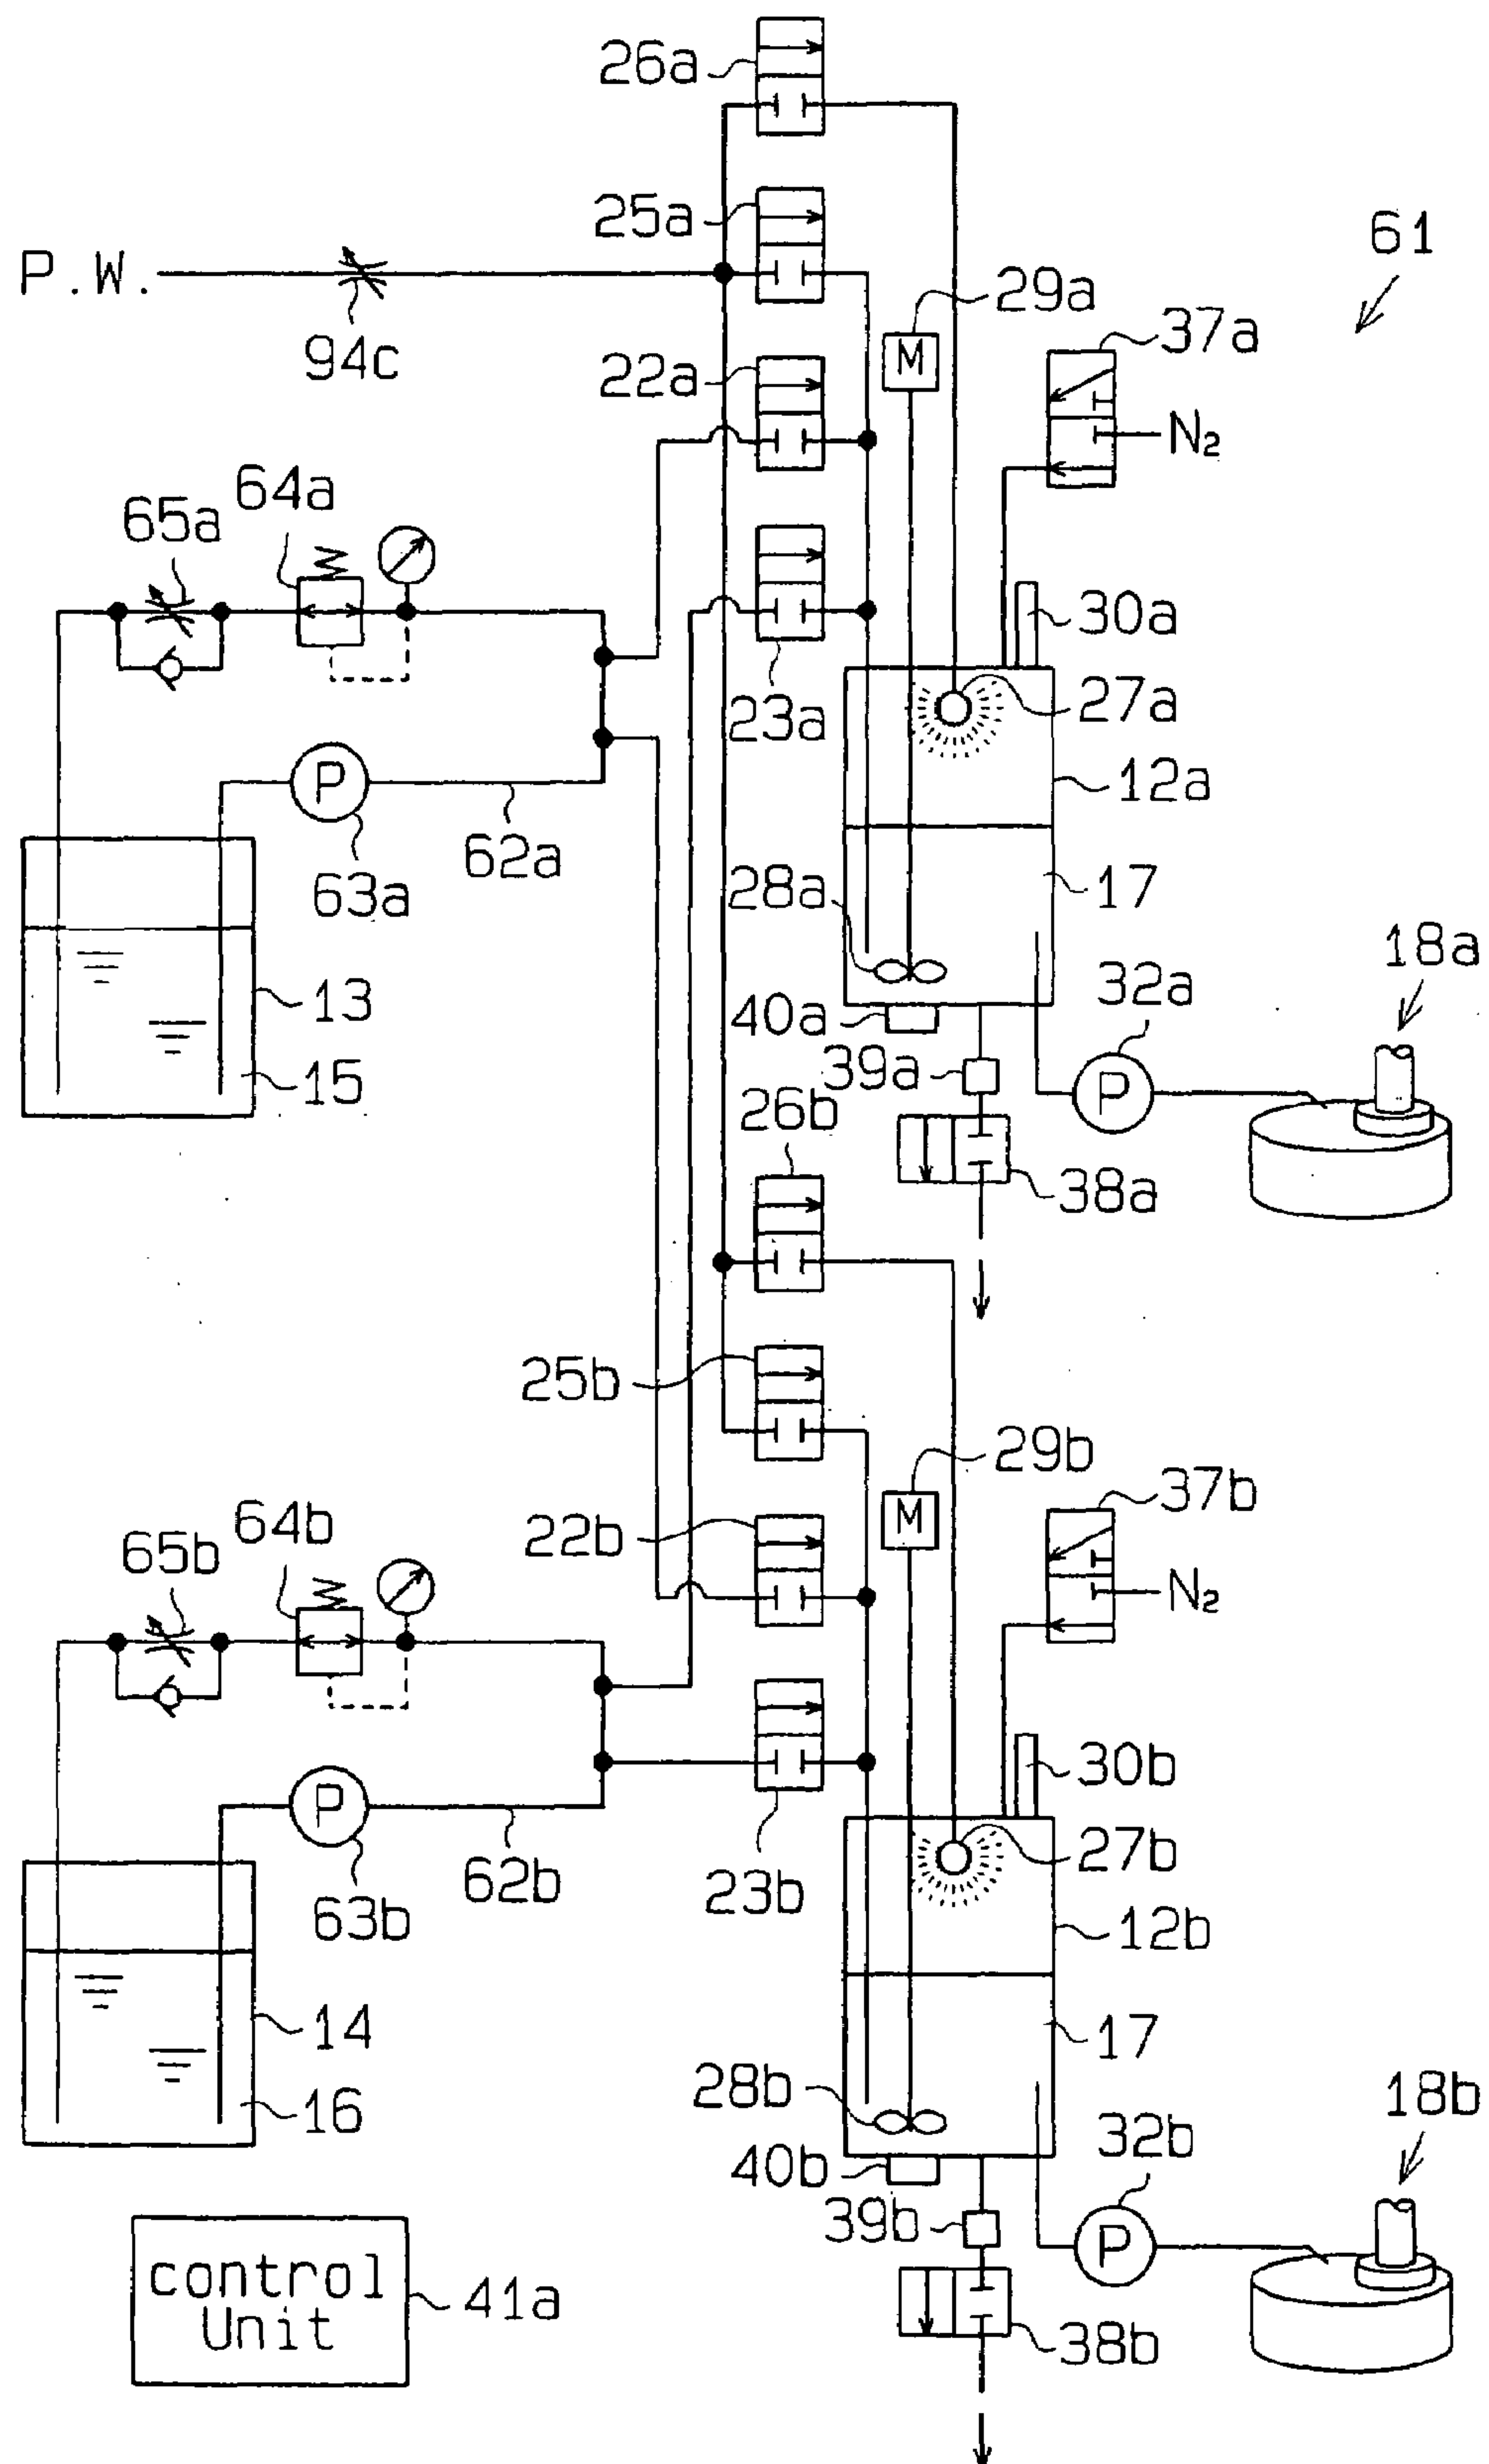 26a
25a
61
P.W.
29a
94c
37a
22a
M
N₂
64a
65a
30a
23a
27a
P
12a
62a
63a
28a
17
18a
13
32a
40a
39a
15
P
26b
38a
25b
29b
37b
64b
22b
M
65b
N₂
30b
P
27b
62b
23b
63b
12b
14
17
28b
16
18b
32b
40b
39b
P
control
Unit
41a
38b